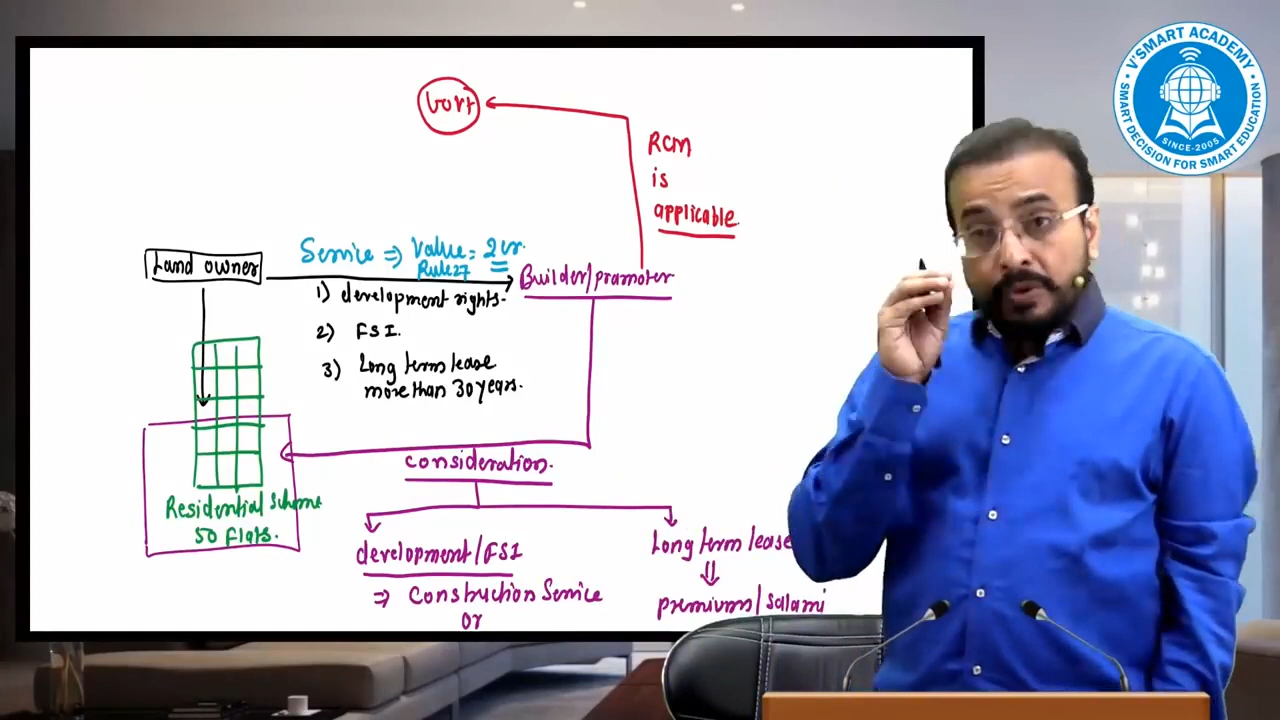 Govt
RCM
is
applicable.
Land owner
Service ⇒ Value = 2 cr.
Rule 27
Builder/promoter
1) development rights.
2) FSI.
3) Long term lease
more than 30 years.
consideration.
Residential Scheme
50 Flats.
development/FSI
⇒ Construction Service
or
Long term lease
⇓
premium/salami
V'SMART ACADEMY
SINCE-2005
SMART DECISION FOR SMART EDUCATION